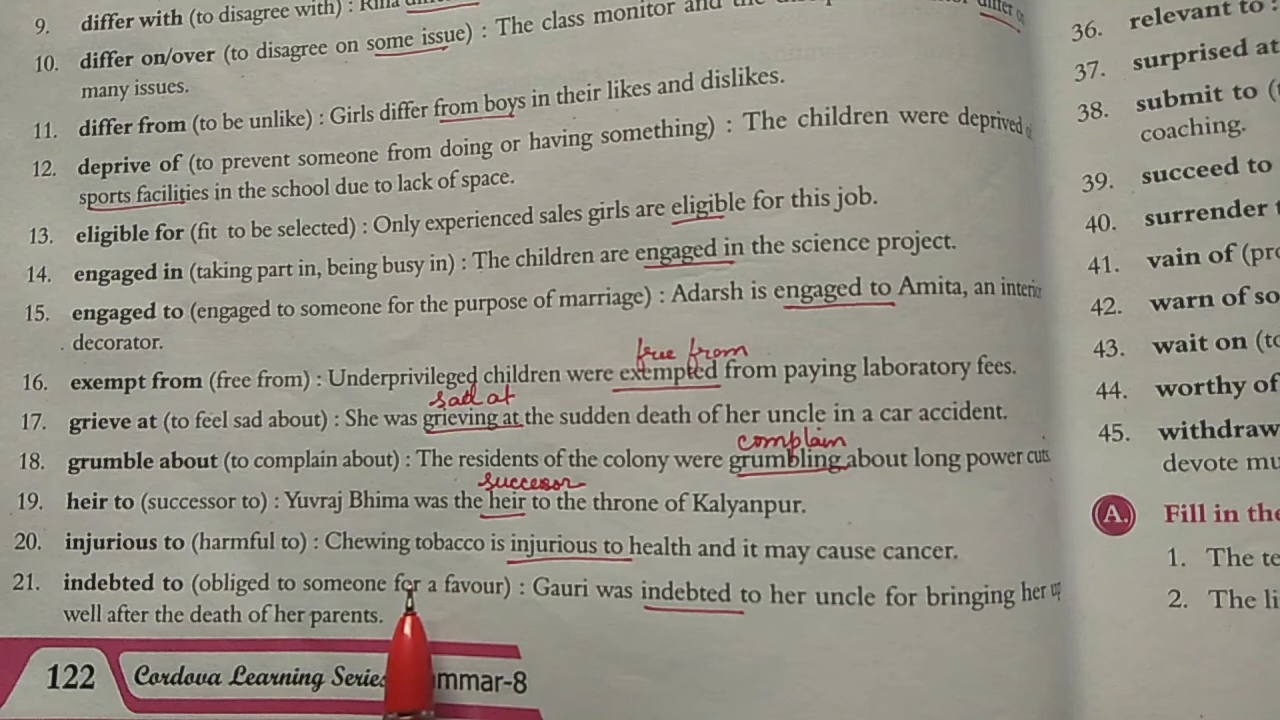 9. differ with (to disagree with) :
10. differ on/over (to disagree on some issue) : The class monitor and the
many issues.
11. differ from (to be unlike) : Girls differ from boys in their likes and dislikes.
12. deprive of (to prevent someone from doing or having something) : The children were deprived
sports facilities in the school due to lack of space.
13. eligible for (fit to be selected) : Only experienced sales girls are eligible for this job.
14. engaged in (taking part in, being busy in) : The children are engaged in the science project.
15. engaged to (engaged to someone for the purpose of marriage) : Adarsh is engaged to Amita, an
decorator.
free from
16. exempt from (free from) : Underprivileged children were exempted from paying laboratory fees.
sad at
17. grieve at (to feel sad about) : She was grieving at the sudden death of her uncle in a car accident.
complain
18. grumble about (to complain about) : The residents of the colony were grumbling about long power cuts
succesor
19. heir to (successor to) : Yuvraj Bhima was the heir to the throne of Kalyanpur.
20. injurious to (harmful to) : Chewing tobacco is injurious to health and it may cause cancer.
21. indebted to (obliged to someone for a favour) : Gauri was indebted to her uncle for bringing her up
well after the death of her parents.
122 Cordova Learning Series mmar-8
36. relevant to :
37. surprised at
38. submit to (
coaching.
39. succeed to
40. surrender
41. vain of (pro
42. warn of so
43. wait on (to
44. worthy of
45. withdraw
devote mu
A. Fill in the
1. The te
2. The li